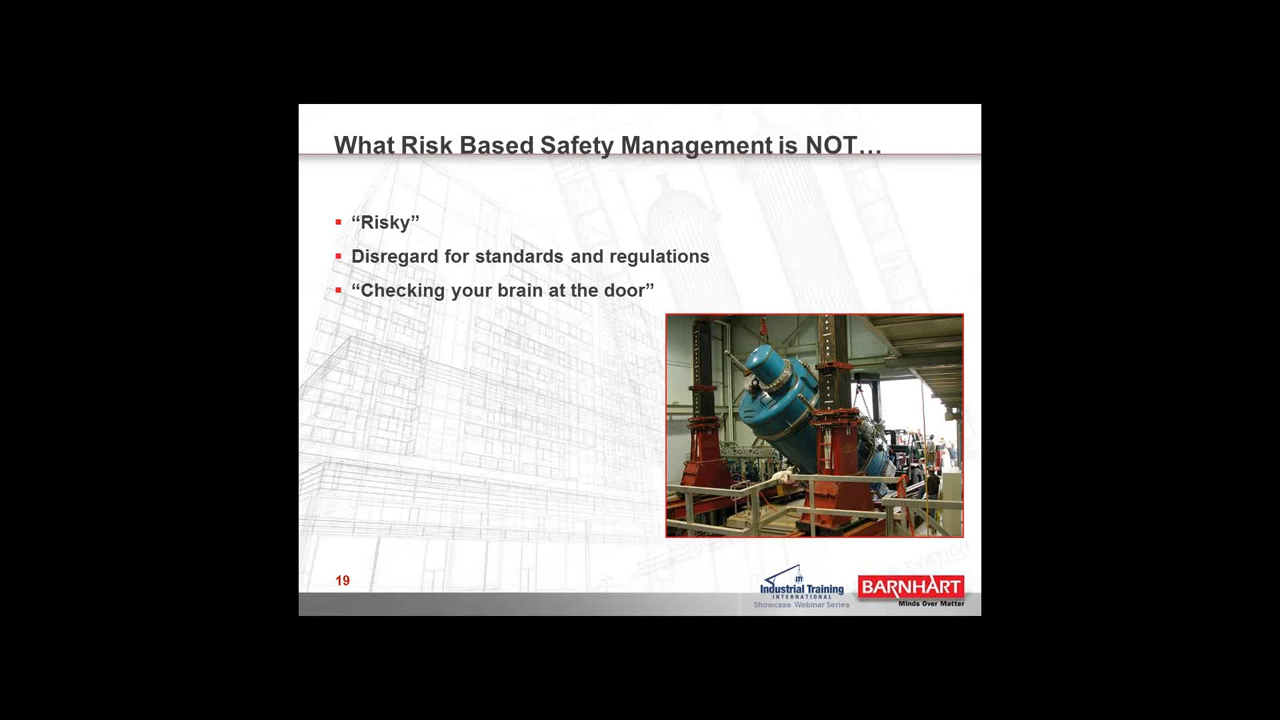 What Risk Based Safety Management is NOT…
“Risky”
Disregard for standards and regulations
“Checking your brain at the door”
19
iti
Industrial Training
INTERNATIONAL
Showcase Webinar Series
BARNHART
Minds Over Matter